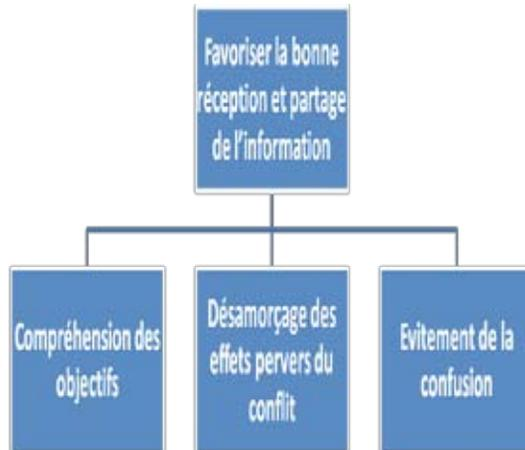 Favoriser la bonne
réception et partage
de l'information
Compréhension des
objectifs
Désamorçage des
effets pervers du
conflit
Evitement de la
confusion